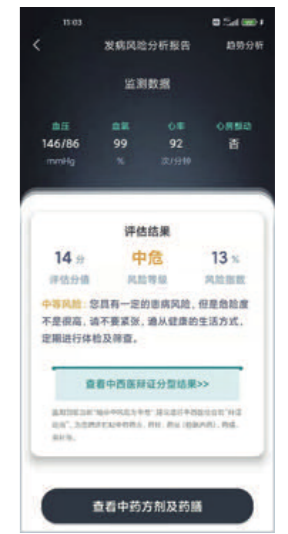 11:03
发病风险分析报告
趋势分析
监测数据
血压 血氧 心率 心房颤动
146/86 99 92 否
mmHg % 次/分钟
评估结果
14分 中危 13%
评估分值 风险等级 风险指数
中等风险：您具有一定的患病风险，但是危险度
不是很高，请不要紧张，遵从健康的生活方式，
定期进行体检及筛查。
查看中西医辩证分型结果>>
查看中药方剂及药膳